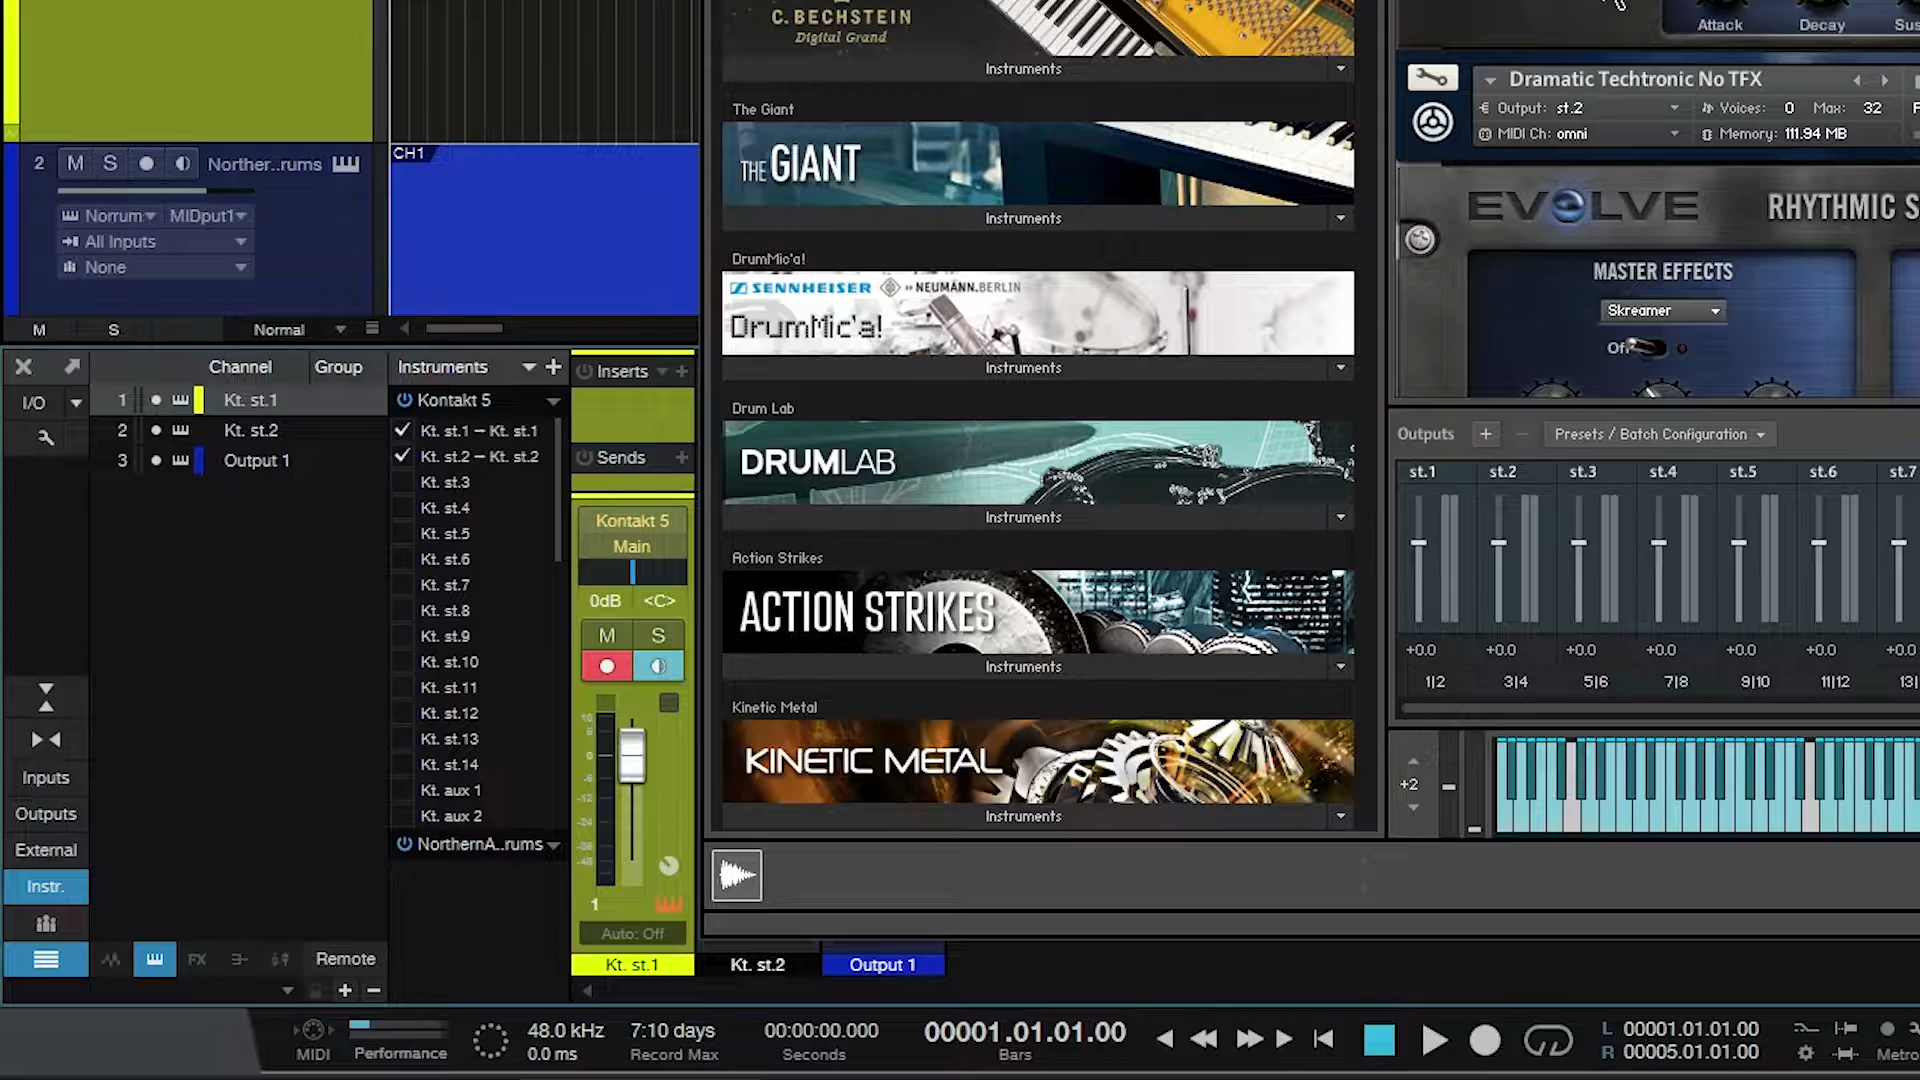 2 M S Norther..rums
Norrum MIDput1
All Inputs
None
M S Normal
CH1
Channel Group
I/O
1 Kt. st.1
2 Kt. st.2
3 Output 1
Inputs
Outputs
External
Instr.
FX Remote
Instruments
Kontakt 5
Kt. st.1 – Kt. st.1
Kt. st.2 – Kt. st.2
Kt. st.3
Kt. st.4
Kt. st.5
Kt. st.6
Kt. st.7
Kt. st.8
Kt. st.9
Kt. st.10
Kt. st.11
Kt. st.12
Kt. st.13
Kt. st.14
Kt. aux 1
Kt. aux 2
NorthernA..rums
Inserts
Sends
Kontakt 5
Main
0dB <C>
M S
10
6
0
-6
-12
-24
-36
-48
1
Auto: Off
Kt. st.1
Kt. st.2
Output 1
C. BECHSTEIN
Digital Grand
Instruments
The Giant
THE GIANT
Instruments
DrumMic'a!
SENNHEISER NEUMANN.BERLIN
DrumMic'a!
Instruments
Drum Lab
DRUMLAB
Instruments
Action Strikes
ACTION STRIKES
Instruments
Kinetic Metal
KINETIC METAL
Instruments
Attack Decay Sus
Dramatic Techtronic No TFX
Output: st.2 Voices: 0 Max: 32
MIDI Ch: omni Memory: 111.94 MB
EVOLVE RHYTHMIC S
MASTER EFFECTS
Skreamer
Off
Outputs + Presets / Batch Configuration
st.1 st.2 st.3 st.4 st.5 st.6 st.7
+0.0 +0.0 +0.0 +0.0 +0.0 +0.0 +0.0
1|2 3|4 5|6 7|8 9|10 11|12 13|
+2
MIDI
Performance
48.0 kHz
0.0 ms
7:10 days
Record Max
00:00:00.000
Seconds
00001.01.01.00
Bars
L 00001.01.01.00
R 00005.01.01.00
Metro